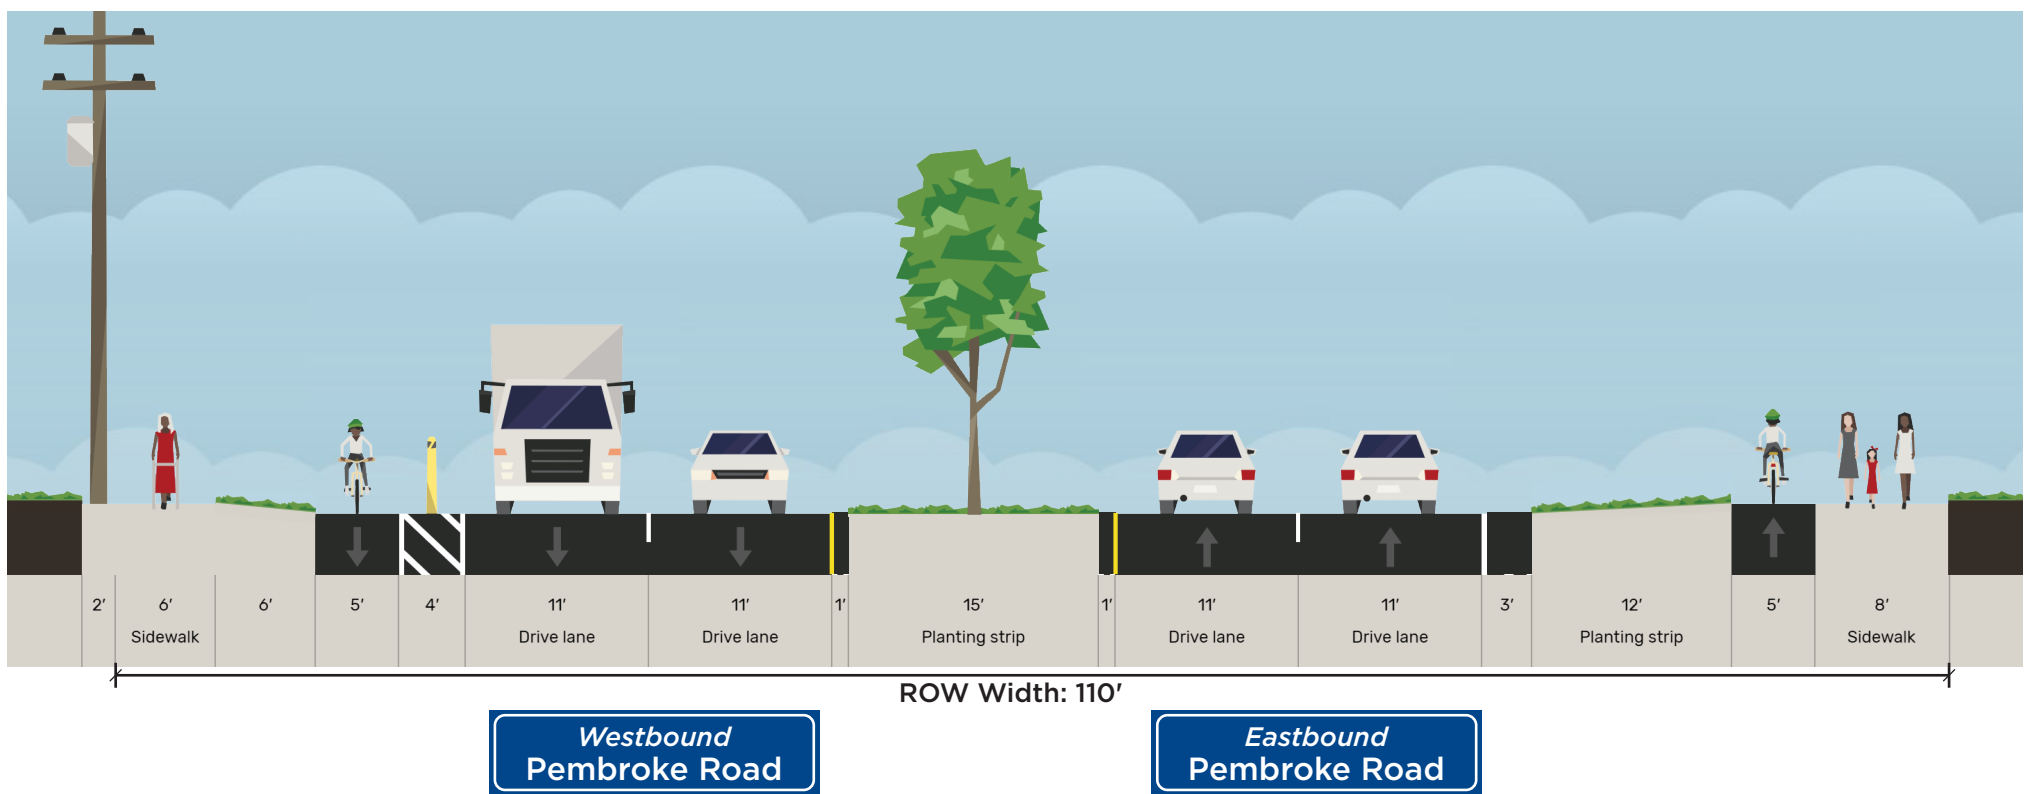 2′ 6′ 6′ 5′ 4′ 11′ 11′ 1′ 15′ 1′ 11′ 11′ 3′ 12′ 5′ 8′
Sidewalk Drive lane Drive lane Planting strip Drive lane Drive lane Planting strip Sidewalk
ROW Width: 110′
Westbound
Pembroke Road
Eastbound
Pembroke Road